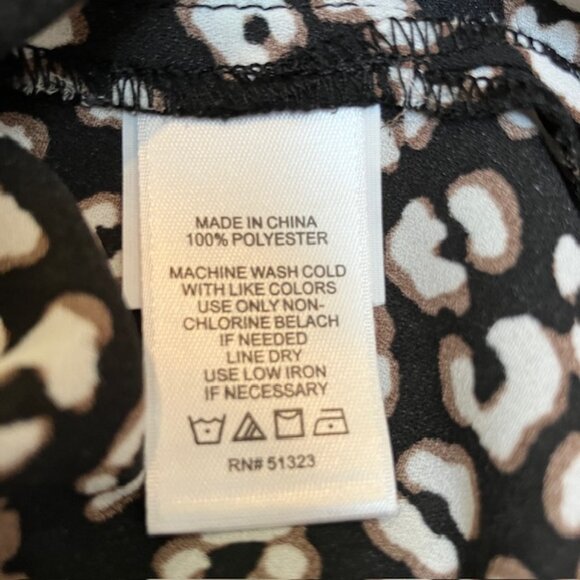 MADE IN CHINA
100% POLYESTER
MACHINE WASH COLD
WITH LIKE COLORS
USE ONLY NON-
CHLORINE BELACH
IF NEEDED
LINE DRY
USE LOW IRON
IF NECESSARY
RN# 51323